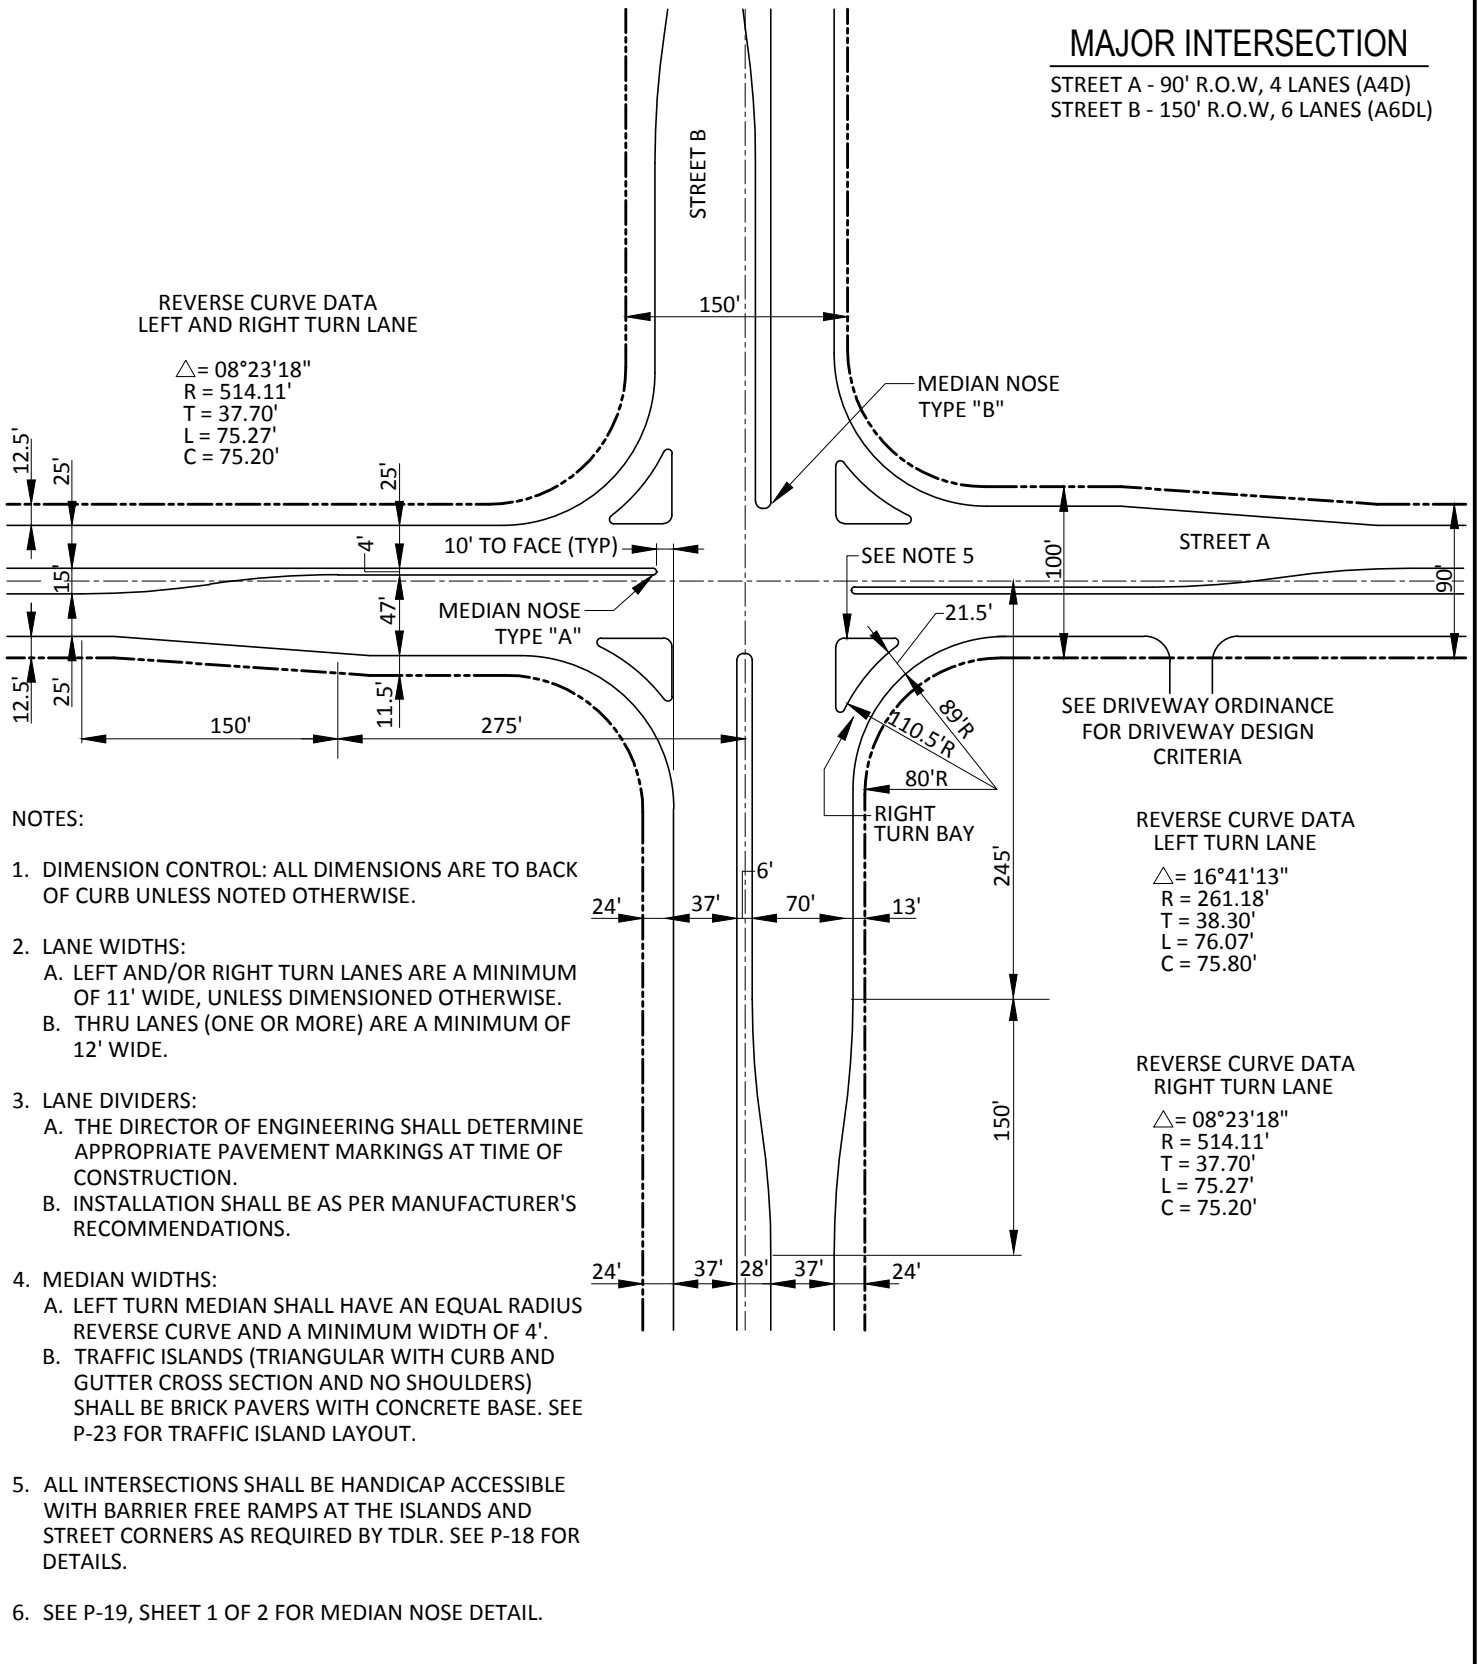 MAJOR INTERSECTION
STREET A - 90' R.O.W, 4 LANES (A4D)
STREET B - 150' R.O.W, 6 LANES (A6DL)
STREET B
150'
REVERSE CURVE DATA
LEFT AND RIGHT TURN LANE
△= 08°23'18"
R = 514.11'
T = 37.70'
L = 75.27'
C = 75.20'
MEDIAN NOSE
TYPE "B"
12.5'
25'
25'
4'
10' TO FACE (TYP)
SEE NOTE 5
STREET A
100'
90'
15'
47'
MEDIAN NOSE
TYPE "A"
21.5'
12.5'
25'
11.5'
150'
275'
89'R
110.5'R
80'R
SEE DRIVEWAY ORDINANCE
FOR DRIVEWAY DESIGN
CRITERIA
RIGHT
TURN BAY
245'
REVERSE CURVE DATA
LEFT TURN LANE
△= 16°41'13"
R = 261.18'
T = 38.30'
L = 76.07'
C = 75.80'
6'
24'
37'
70'
13'
150'
REVERSE CURVE DATA
RIGHT TURN LANE
△= 08°23'18"
R = 514.11'
T = 37.70'
L = 75.27'
C = 75.20'
24'
37'
28'
37'
24'
NOTES:
1. DIMENSION CONTROL: ALL DIMENSIONS ARE TO BACK
OF CURB UNLESS NOTED OTHERWISE.
2. LANE WIDTHS:
A. LEFT AND/OR RIGHT TURN LANES ARE A MINIMUM
OF 11' WIDE, UNLESS DIMENSIONED OTHERWISE.
B. THRU LANES (ONE OR MORE) ARE A MINIMUM OF
12' WIDE.
3. LANE DIVIDERS:
A. THE DIRECTOR OF ENGINEERING SHALL DETERMINE
APPROPRIATE PAVEMENT MARKINGS AT TIME OF
CONSTRUCTION.
B. INSTALLATION SHALL BE AS PER MANUFACTURER'S
RECOMMENDATIONS.
4. MEDIAN WIDTHS:
A. LEFT TURN MEDIAN SHALL HAVE AN EQUAL RADIUS
REVERSE CURVE AND A MINIMUM WIDTH OF 4'.
B. TRAFFIC ISLANDS (TRIANGULAR WITH CURB AND
GUTTER CROSS SECTION AND NO SHOULDERS)
SHALL BE BRICK PAVERS WITH CONCRETE BASE. SEE
P-23 FOR TRAFFIC ISLAND LAYOUT.
5. ALL INTERSECTIONS SHALL BE HANDICAP ACCESSIBLE
WITH BARRIER FREE RAMPS AT THE ISLANDS AND
STREET CORNERS AS REQUIRED BY TDLR. SEE P-18 FOR
DETAILS.
6. SEE P-19, SHEET 1 OF 2 FOR MEDIAN NOSE DETAIL.